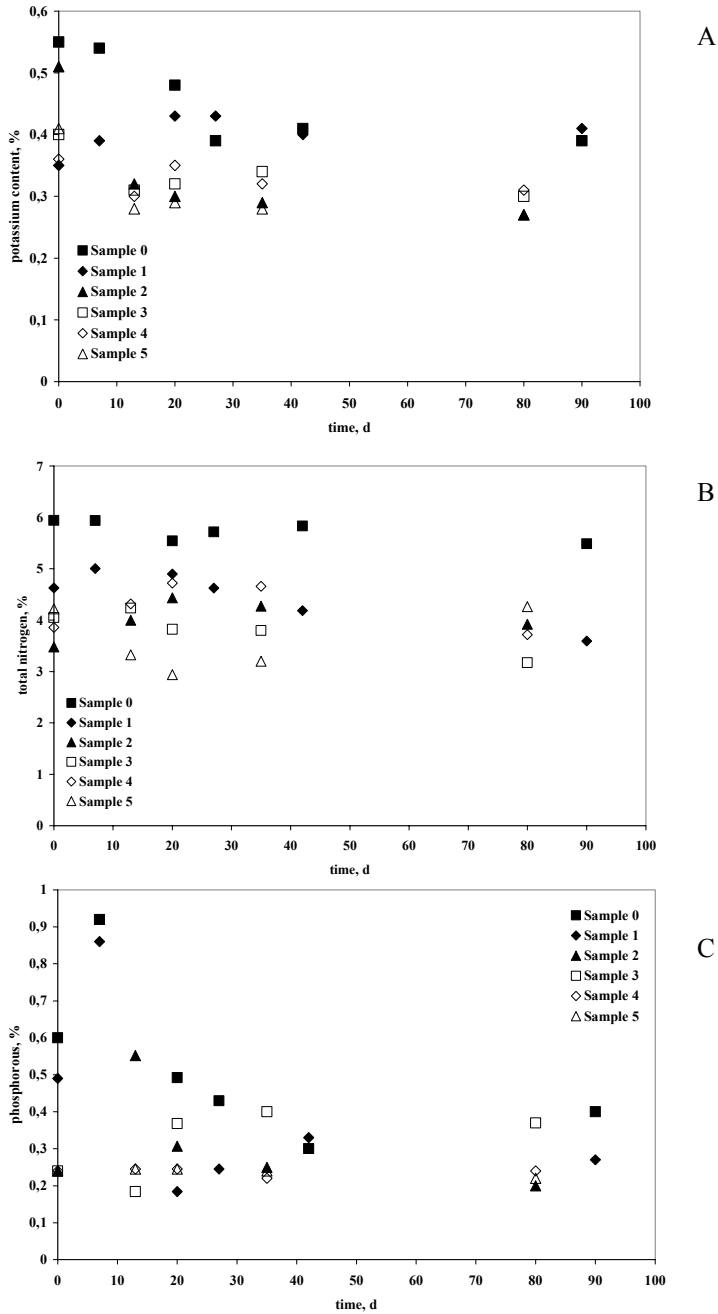 A
0,6
0,5
0,4
0,3
0,2
0,1
0
potassium content, %
Sample 0
Sample 1
Sample 2
Sample 3
Sample 4
Sample 5
0 10 20 30 40 50 60 70 80 90 100
time, d
B
7
6
5
4
3
2
1
0
total nitrogen, %
Sample 0
Sample 1
Sample 2
Sample 3
Sample 4
Sample 5
0 10 20 30 40 50 60 70 80 90 100
time, d
C
1
0,9
0,8
0,7
0,6
0,5
0,4
0,3
0,2
0,1
0
phosphorous, %
Sample 0
Sample 1
Sample 2
Sample 3
Sample 4
Sample 5
0 10 20 30 40 50 60 70 80 90 100
time, d